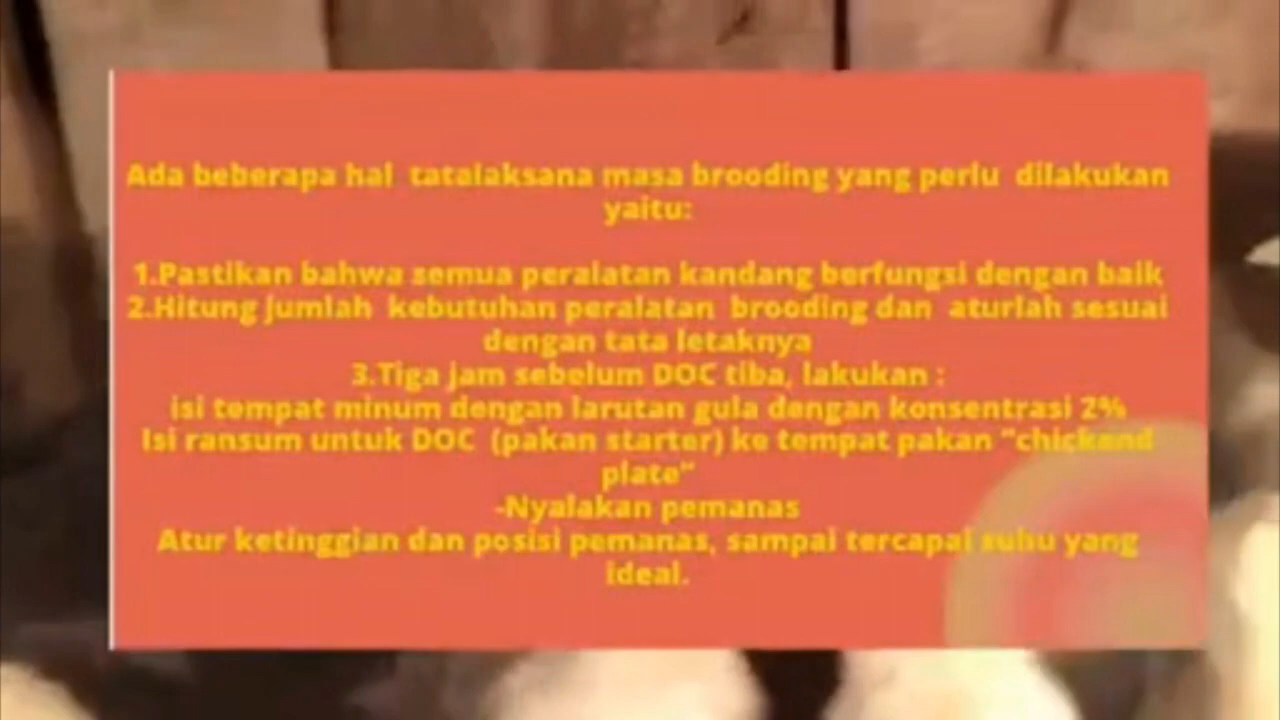 Ada beberapa hal tatalaksana masa brooding yang perlu dilakukan
yaitu:
1.Pastikan bahwa semua peralatan kandang berfungsi dengan baik
2.Hitung jumlah kebutuhan peralatan brooding dan aturlah sesuai
dengan tata letaknya
3.Tiga jam sebelum DOC tiba, lakukan :
isi tempat minum dengan larutan gula dengan konsentrasi 2%
Isi ransum untuk DOC (pakan starter) ke tempat pakan "chickend
plate"
-Nyalakan pemanas
Atur ketinggian dan posisi pemanas, sampai tercapai suhu yang
ideal.